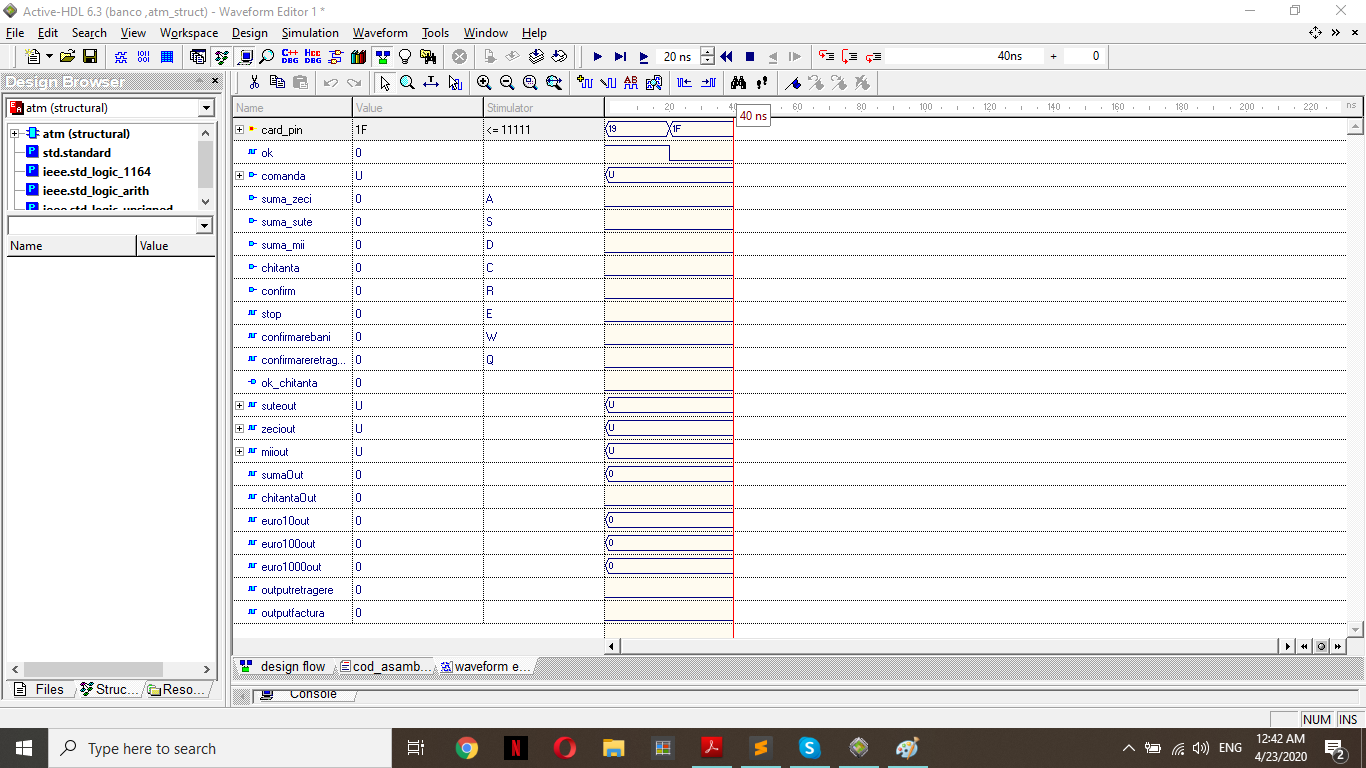 Active-HDL 6.3 (banco ,atm_struct) - Waveform Editor 1 *
File Edit Search View Workspace Design Simulation Waveform Tools Window Help
20 ns 40ns + 0
Design Browser
atm (structural)
atm (structural)
std.standard
ieee.std_logic_1164
ieee.std_logic_arith
ieee.std_logic_unsigned
Name Value
Name Value Stimulator 20 40 60 80 100 120 140 160 180 200 220 ns
40 ns
card_pin 1F <= 11111 19 1F
ok 0
comanda U U
suma_zeci 0 A
suma_sute 0 S
suma_mii 0 D
chitanta 0 C
confirm 0 R
stop 0 E
confirmarebani 0 W
confirmareretrag... 0 Q
ok_chitanta 0
suteout U U
zeciout U U
miiout U U
sumaOut 0 0
chitantaOut 0
euro10out 0 0
euro100out 0 0
euro1000out 0 0
outputretragere 0
outputfactura 0
design flow cod_asamb... waveform e...
Files Struc... Reso...
Console
NUM INS
Type here to search
ENG
12:42 AM
4/23/2020
2